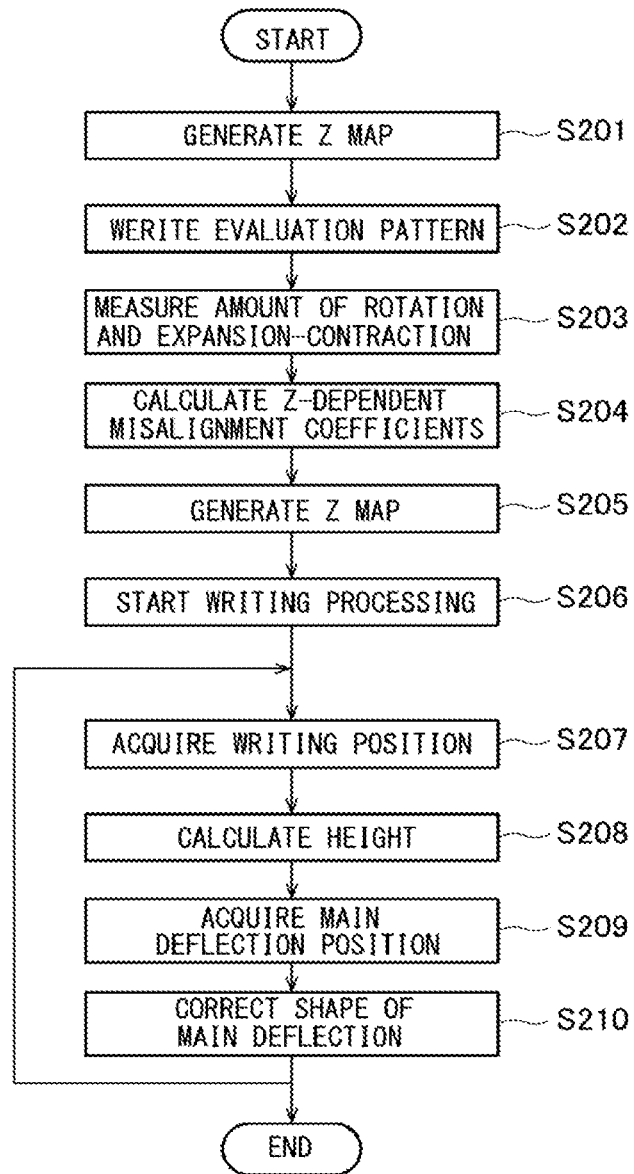 START
GENERATE Z MAP
S201
WERITE EVALUATION PATTERN
S202
MEASURE AMOUNT OF ROTATION
AND EXPANSION-CONTRACTION
S203
CALCULATE Z-DEPENDENT
MISALIGNMENT COEFFICIENTS
S204
GENERATE Z MAP
S205
START WRITING PROCESSING
S206
ACQUIRE WRITING POSITION
S207
CALCULATE HEIGHT
S208
ACQUIRE MAIN
DEFLECTION POSITION
S209
CORRECT SHAPE OF
MAIN DEFLECTION
S210
END